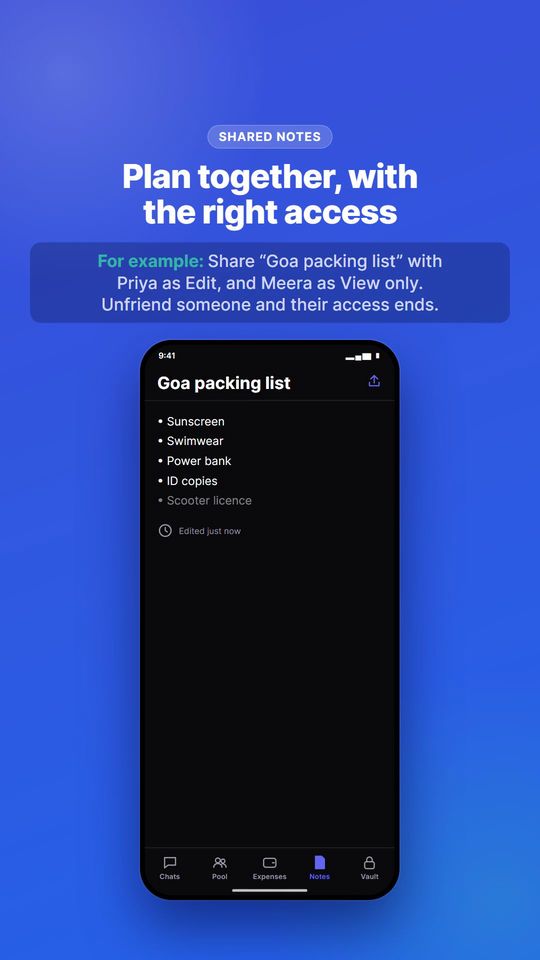 SHARED NOTES
Plan together, with
the right access
For example: Share “Goa packing list” with
Priya as Edit, and Meera as View only.
Unfriend someone and their access ends.
9:41
Goa packing list
• Sunscreen
• Swimwear
• Power bank
• ID copies
• Scooter licence
Edited just now
Chats Pool Expenses Notes Vault